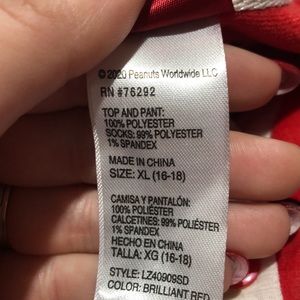 © 2020 Peanuts Worldwide LLC
RN #76292
TOP AND PANT:
100% POLYESTER
SOCKS: 99% POLYESTER
1% SPANDEX
MADE IN CHINA
SIZE: XL (16-18)
CAMISA Y PANTALÓN:
100% POLIÉSTER
CALCETINES: 99% POLIÉSTER
1% SPANDEX
HECHO EN CHINA
TALLA: XG (16-18)
STYLE: LZ40909SD
COLOR: BRILLIANT RED